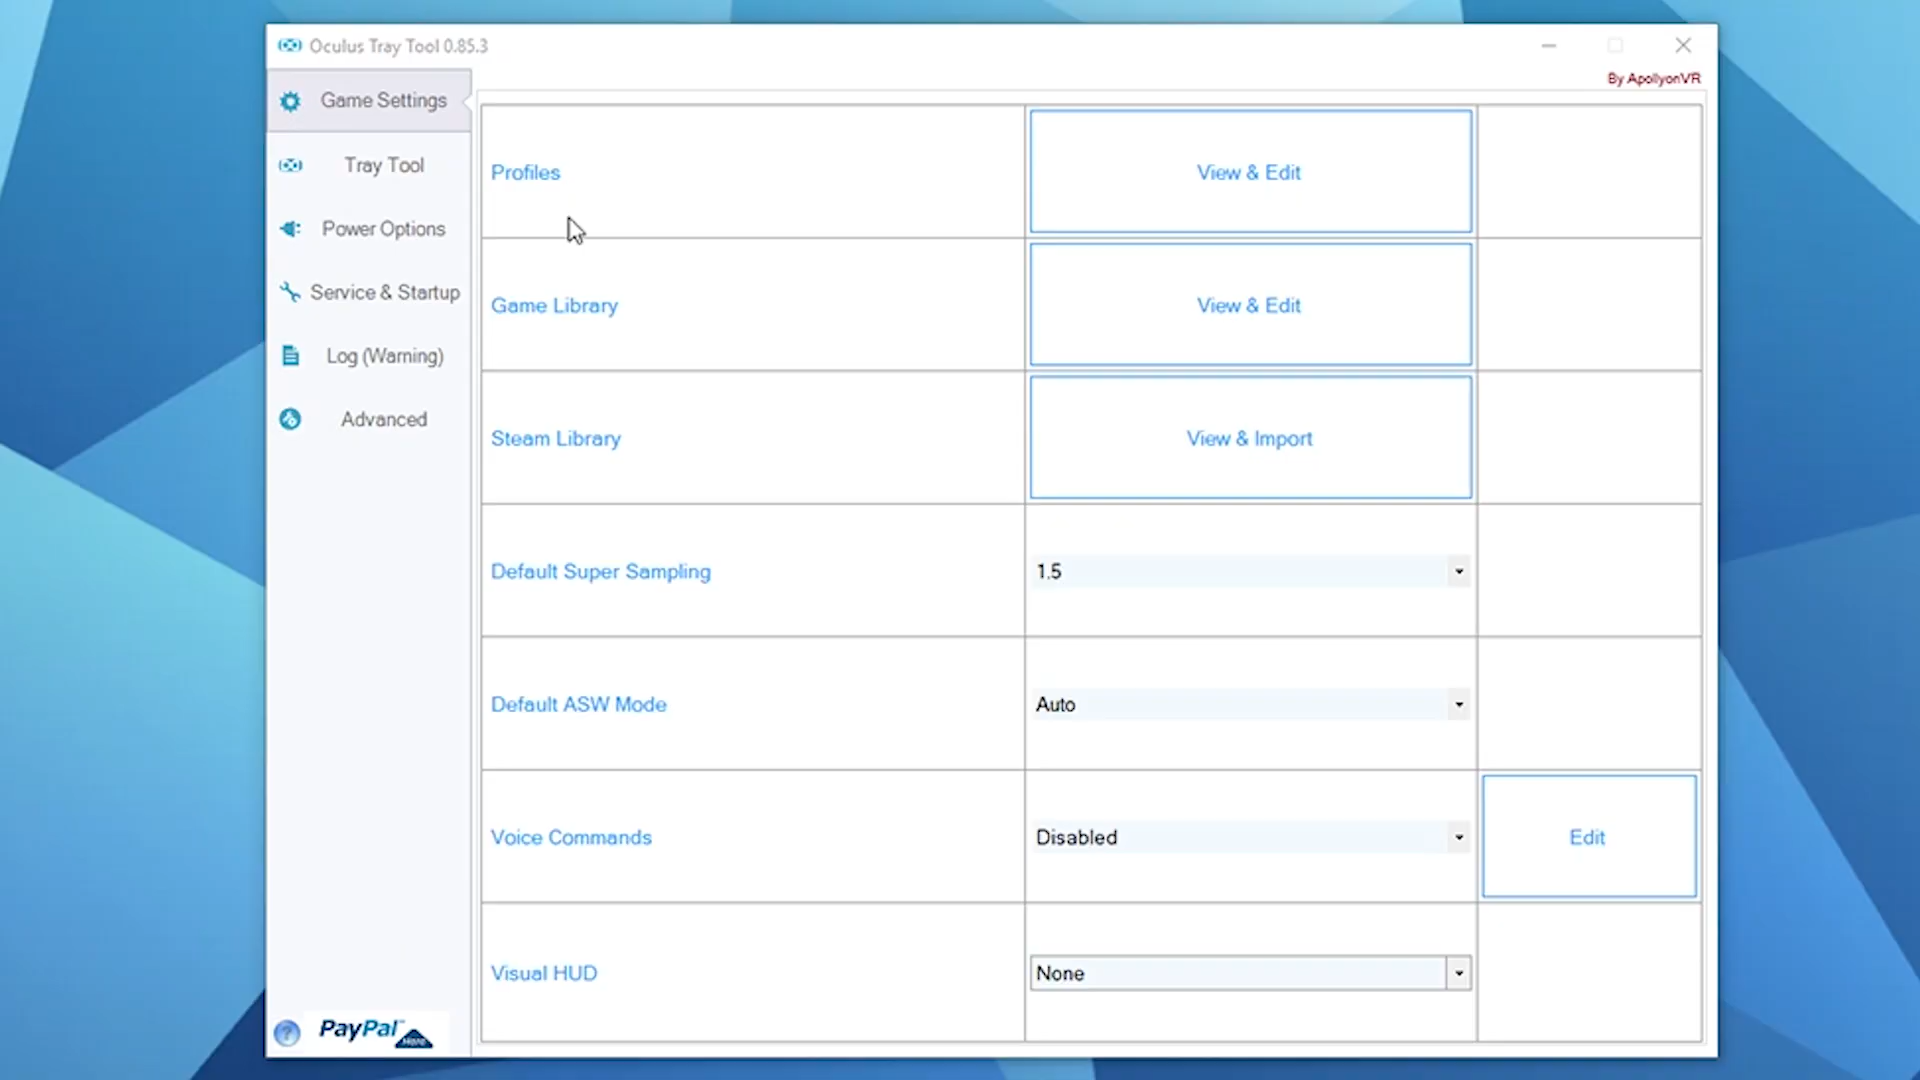 Oculus Tray Tool 0.85.3
By ApollyonVR
Game Settings
Tray Tool
Power Options
Service & Startup
Log (Warning)
Advanced
Profiles
View & Edit
Game Library
View & Edit
Steam Library
View & Import
Default Super Sampling
1.5
Default ASW Mode
Auto
Voice Commands
Disabled
Edit
Visual HUD
None
?
PayPal
Here